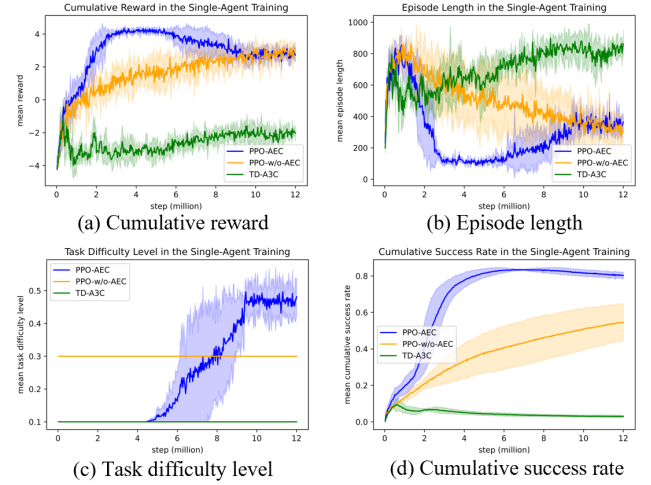 Cumulative Reward in the Single-Agent Training
mean reward
4
2
0
−2
−4
PPO-AEC
PPO-w/o-AEC
TD-A3C
0 2 4 6 8 10 12
step (million)
(a) Cumulative reward
Episode Length in the Single-Agent Training
mean episode length
1000
800
600
400
200
0
PPO-AEC
PPO-w/o-AEC
TD-A3C
0 2 4 6 8 10 12
step (million)
(b) Episode length
Task Difficulty Level in the Single-Agent Training
mean task difficulty level
0.5
0.4
0.3
0.2
0.1
PPO-AEC
PPO-w/o-AEC
TD-A3C
0 2 4 6 8 10 12
step (million)
(c) Task difficulty level
Cumulative Success Rate in the Single-Agent Training
mean cumulative success rate
0.8
0.6
0.4
0.2
0.0
PPO-AEC
PPO-w/o-AEC
TD-A3C
0 2 4 6 8 10 12
step (million)
(d) Cumulative success rate